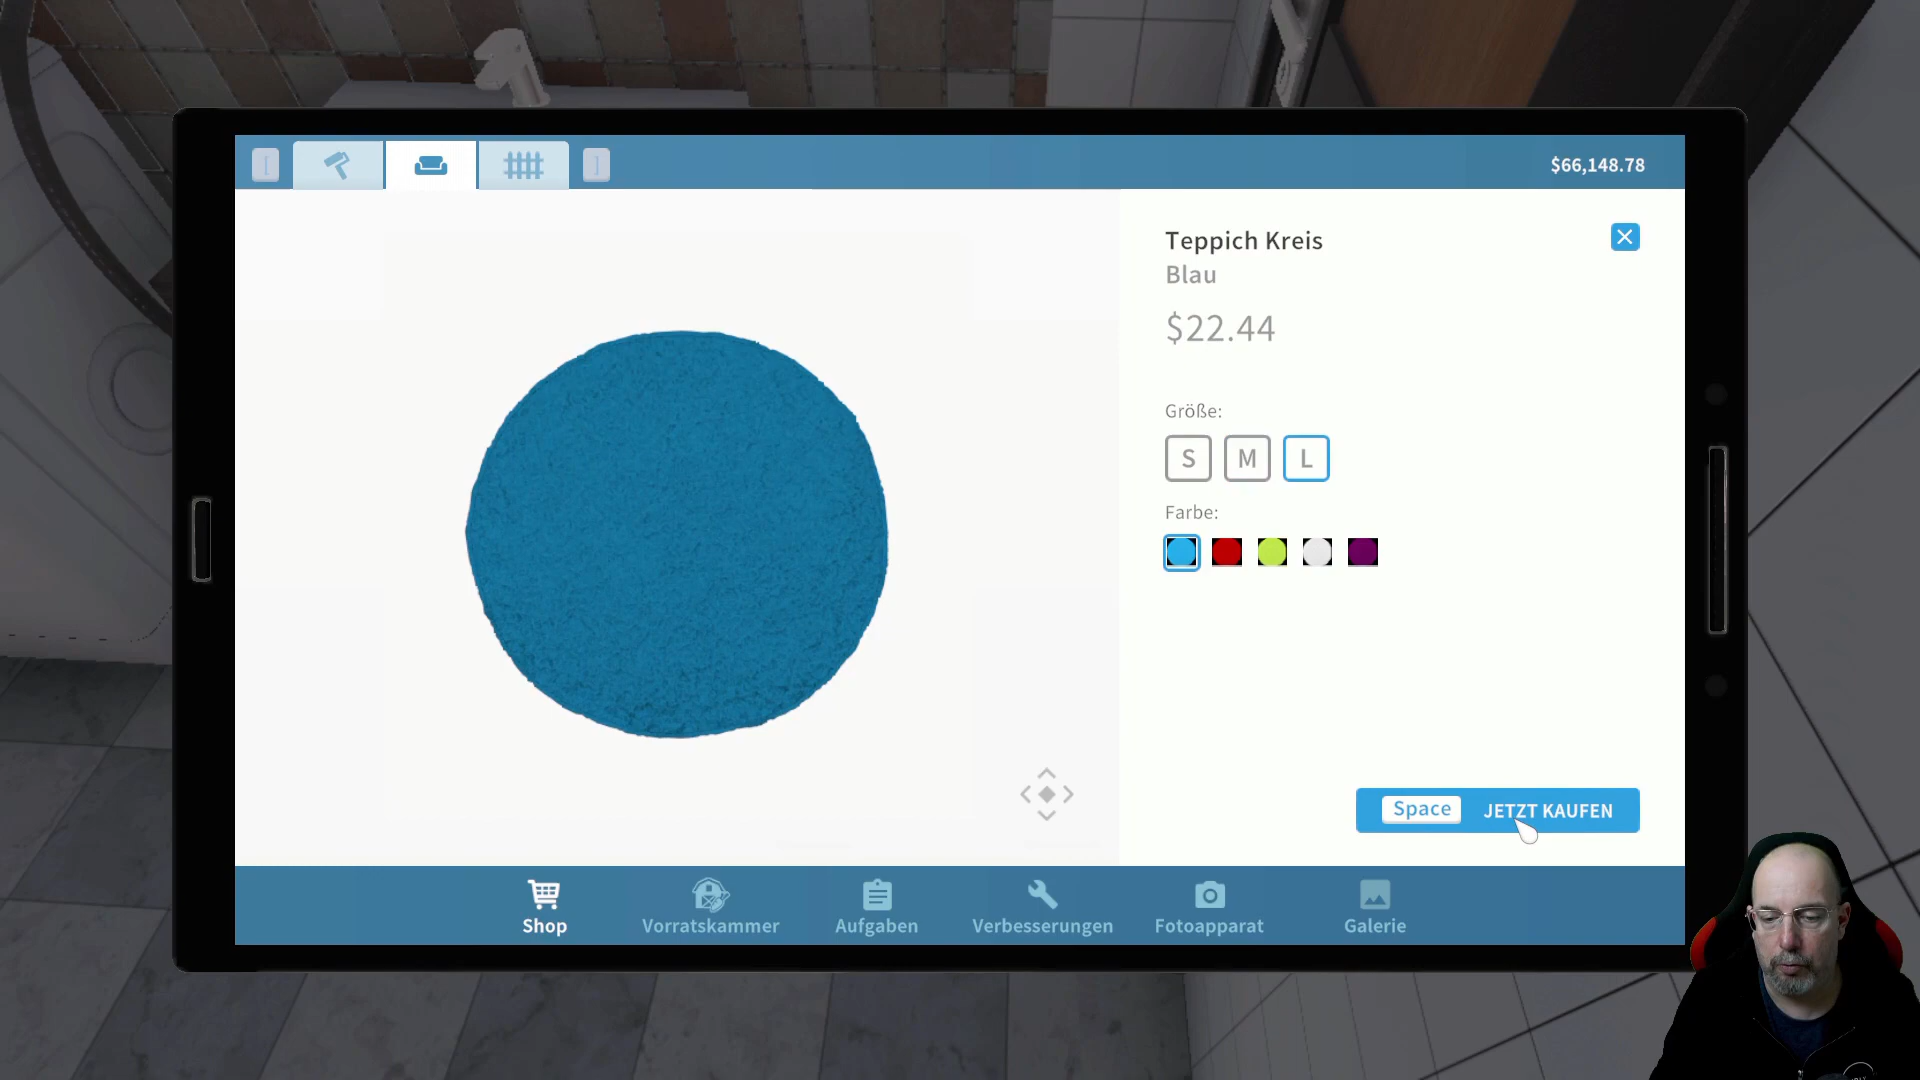 [
]
$66,148.78
Teppich Kreis
Blau
$22.44
Größe:
S M L
Farbe:
Space JETZT KAUFEN
Shop Vorratskammer Aufgaben Verbesserungen Fotoapparat Galerie